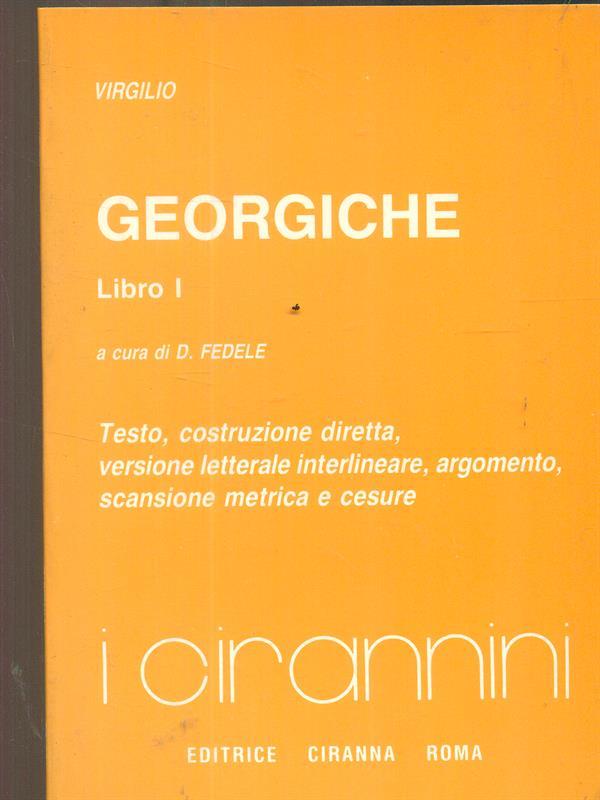 VIRGILIO
GEORGICHE
Libro I
a cura di D. FEDELE
Testo, costruzione diretta,
versione letterale interlineare, argomento,
scansione metrica e cesure
i cirannini
EDITRICE CIRANNA ROMA